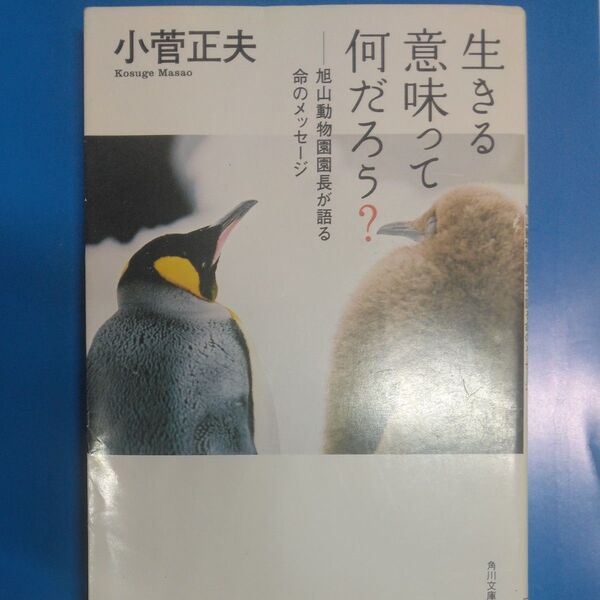 生きる
意味って
何だろう?
――旭山動物園園長が語る
命のメッセージ
小菅正夫
Kosuge Masao
角川文庫